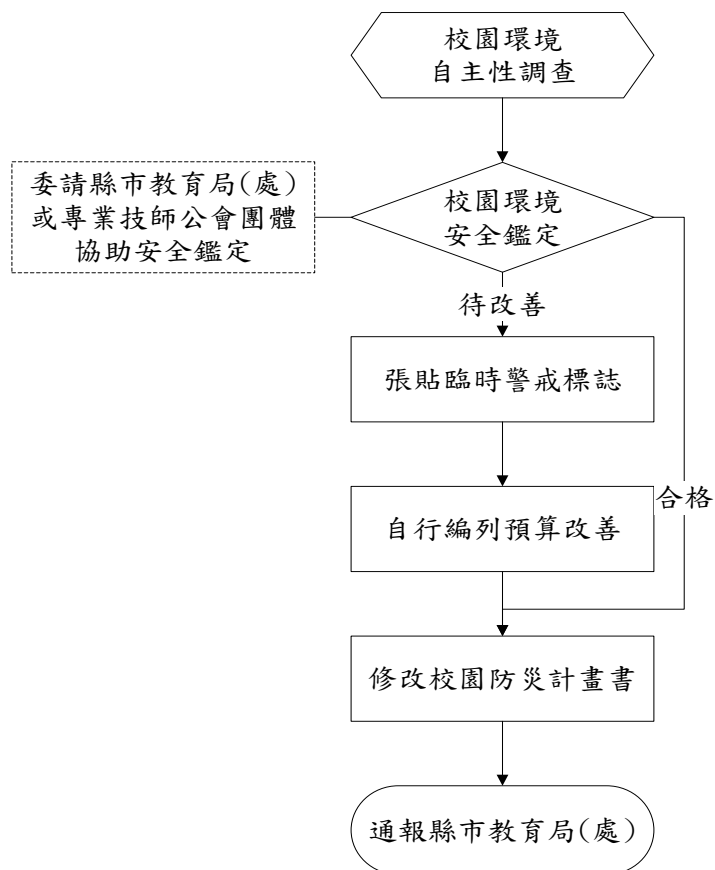 校園環境
自主性調查
委請縣市教育局(處)
或專業技師公會團體
協助安全鑑定
校園環境
安全鑑定
待改善
張貼臨時警戒標誌
合格
自行編列預算改善
修改校園防災計畫書
通報縣市教育局(處)